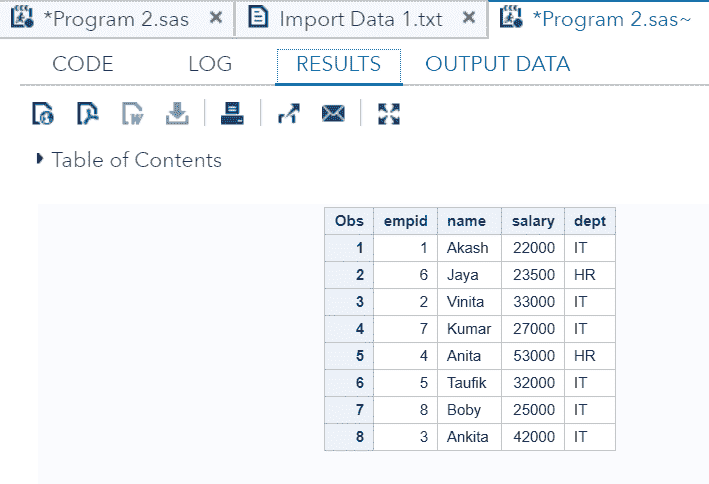 *Program 2.sas × Import Data 1.txt × *Program 2.sas~
CODE LOG RESULTS OUTPUT DATA
Table of Contents
Obs empid name salary dept
1 1 Akash 22000 IT
2 6 Jaya 23500 HR
3 2 Vinita 33000 IT
4 7 Kumar 27000 IT
5 4 Anita 53000 HR
6 5 Taufik 32000 IT
7 8 Boby 25000 IT
8 3 Ankita 42000 IT